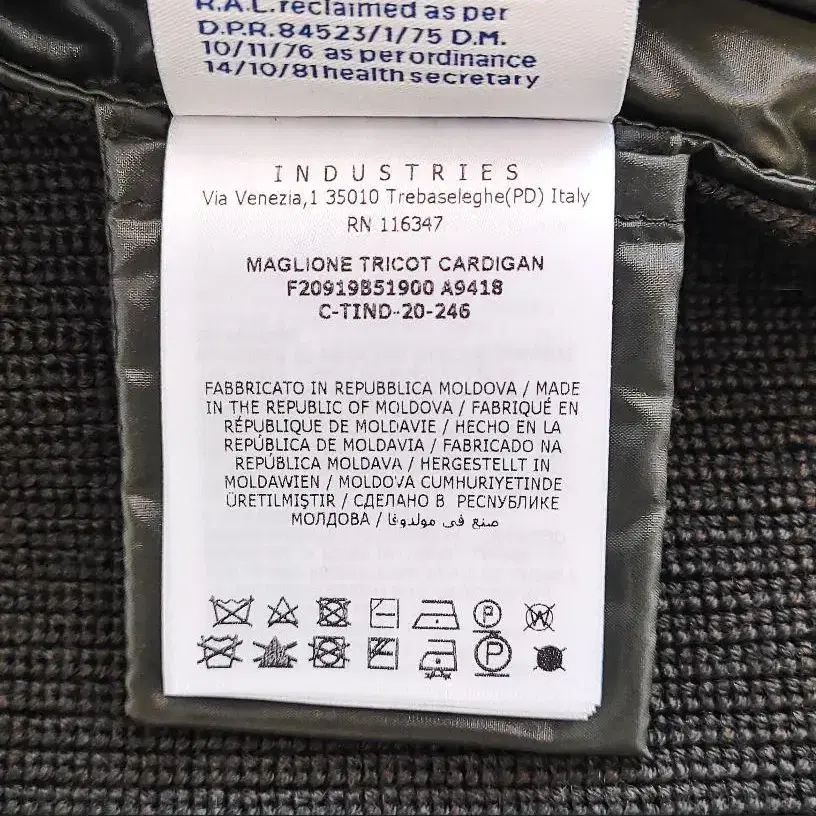 R.A.L.reclaimed as per
D.P.R.84523/1/75 D.M.
10/11/76 as per ordinance
14/10/81health secretary
INDUSTRIES
Via Venezia,1 35010 Trebaseleghe(PD) Italy
RN 116347
MAGLIONE TRICOT CARDIGAN
F20919B51900 A9418
C-TIND-20-246
FABBRICATO IN REPUBBLICA MOLDOVA / MADE
IN THE REPUBLIC OF MOLDOVA / FABRIQUÉ EN
RÉPUBLIQUE DE MOLDAVIE / HECHO EN LA
REPÚBLICA DE MOLDAVIA / FABRICADO NA
REPÚBLICA MOLDAVA / HERGESTELLT IN
MOLDAWIEN / MOLDOVA CUMHURIYETINDE
ÜRETILMIŞTIR / СДЕЛАНО В РЕСПУБЛИКЕ
МОЛДОВА / صنع في مولدوفا
P W
P